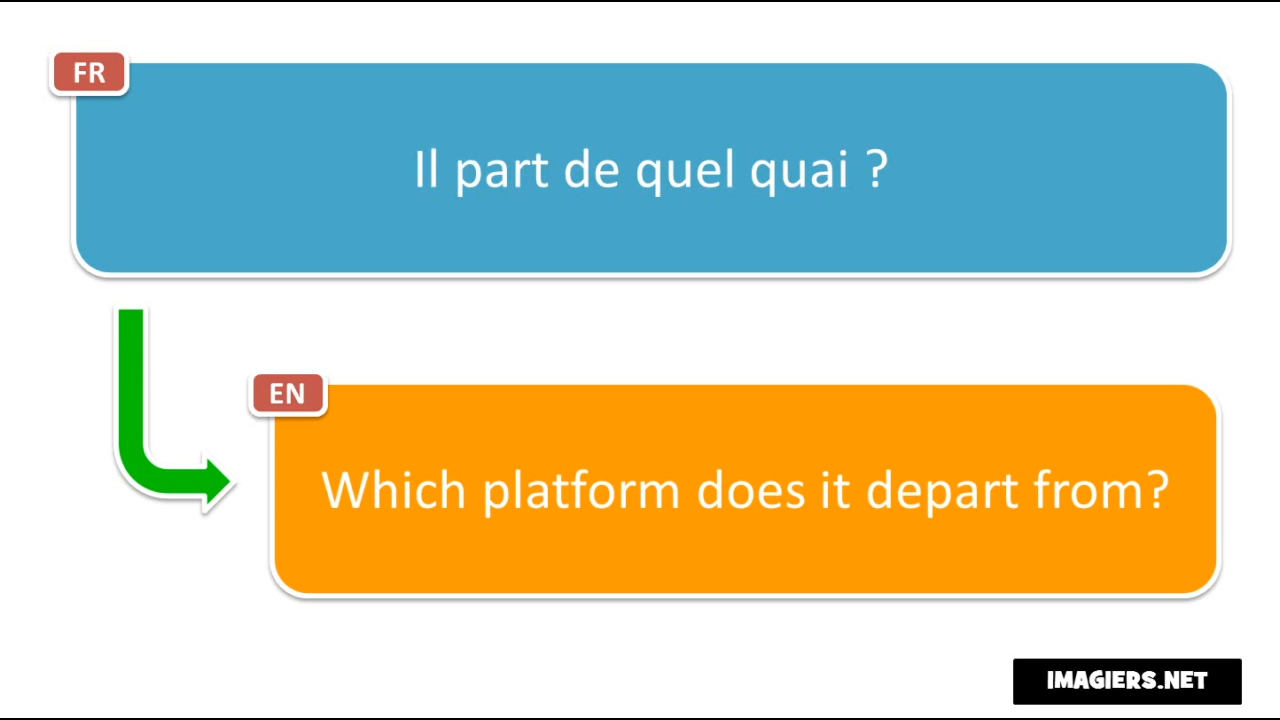 FR
Il part de quel quai ?
EN
Which platform does it depart from?
IMAGIERS.NET